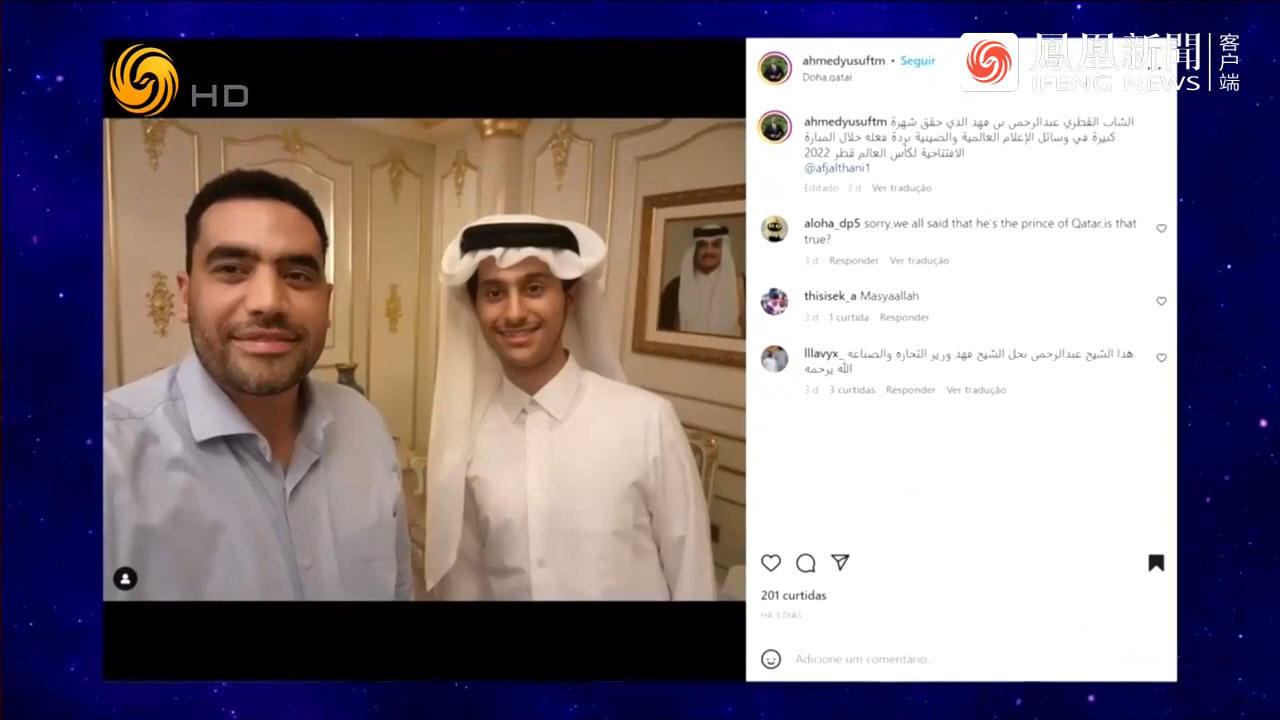 HD
鳳凰新聞
IFENG NEWS
客户端
ahmedyusuftm • Seguir
Doha,qatar
ahmedyusuftm الشاب القطري عبدالرحمن بن فهد الذي حقق شهرة
كبيرة في وسائل الإعلام العالمية والصينية بردة فعله خلال المباراة
الافتتاحية لكأس العالم قطر 2022
@afjalthani1
Editado 3 d Ver tradução
aloha_dp5 sorry,we all said that he's the prince of Qatar,is that
true?
3 d Responder Ver tradução
thisisek_a Masyaallah
3 d 1 curtida Responder
lllavyx_ هذا الشيخ عبدالرحمن نجل الشيخ فهد وزير التجاره والصناعه
الله يرحمه
3 d 3 curtidas Responder Ver tradução
201 curtidas
HÁ 3 DIAS
Adicione um comentário...